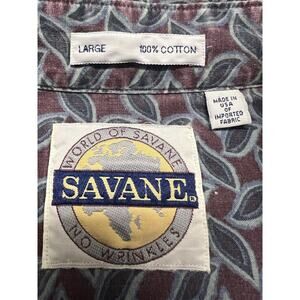 LARGE 100% COTTON
MADE IN
USA
OF
IMPORTED
FABRIC
WORLD OF SAVANE
SAVANE®
NO WRINKLES